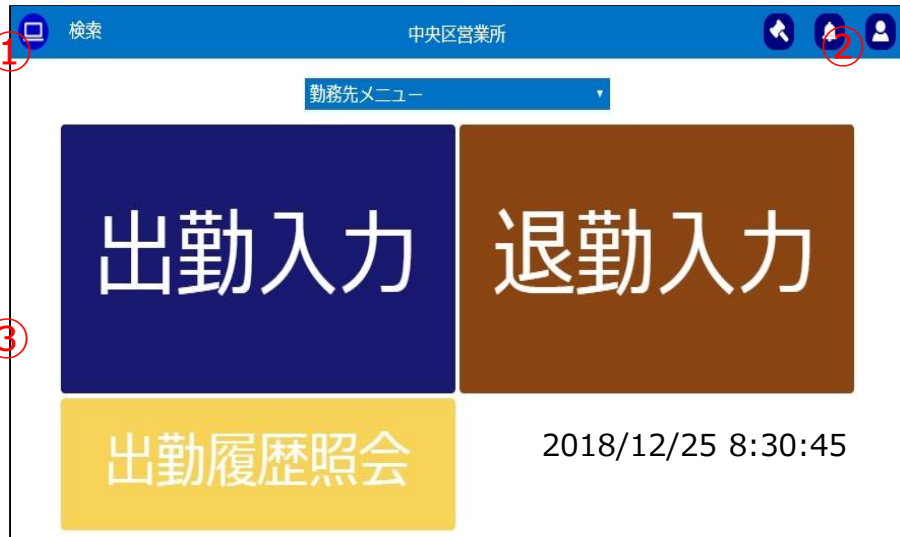 ① 検索 中央区営業所 ②
勤務先メニュー ▼
出勤入力 退勤入力
③
出勤履歴照会 2018/12/25 8:30:45